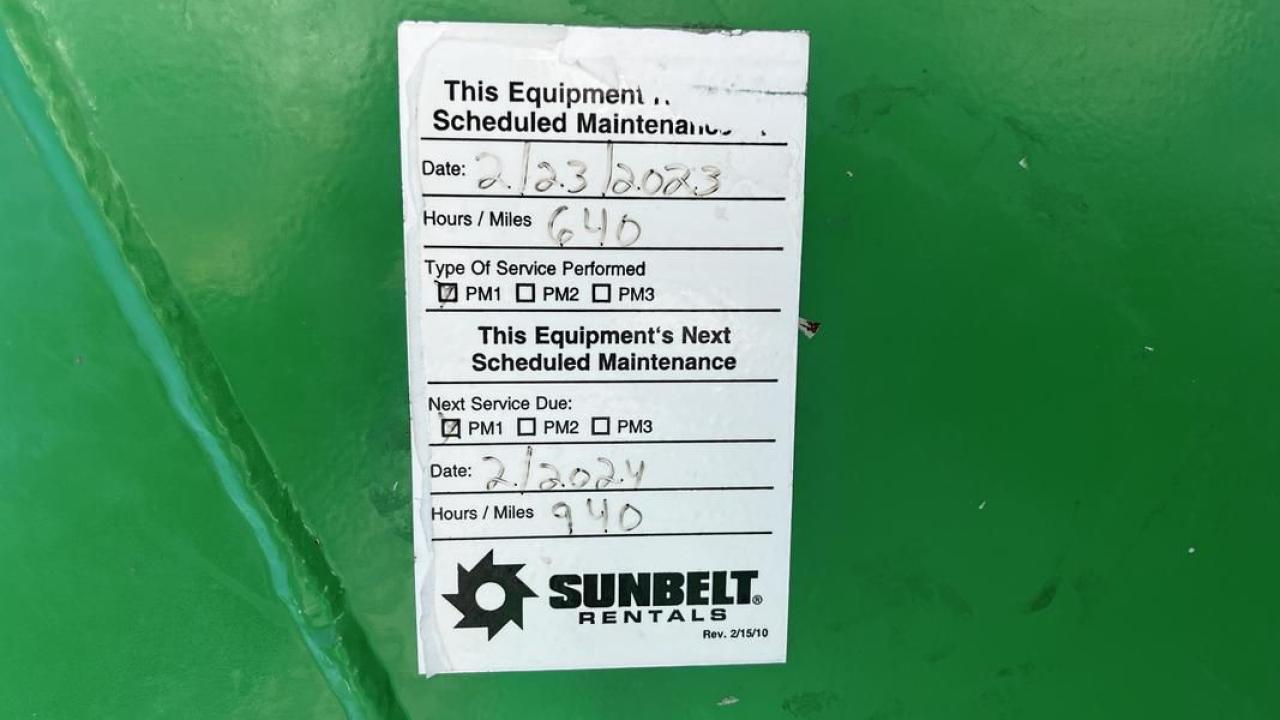 This Equipment
Scheduled Maintenance
Date: 2/23/2023
Hours / Miles 640
Type Of Service Performed
☑ PM1 ☐ PM2 ☐ PM3
This Equipment's Next
Scheduled Maintenance
Next Service Due:
☑ PM1 ☐ PM2 ☐ PM3
Date: 2/2024
Hours / Miles 940
SUNBELT®
RENTALS
Rev. 2/15/10